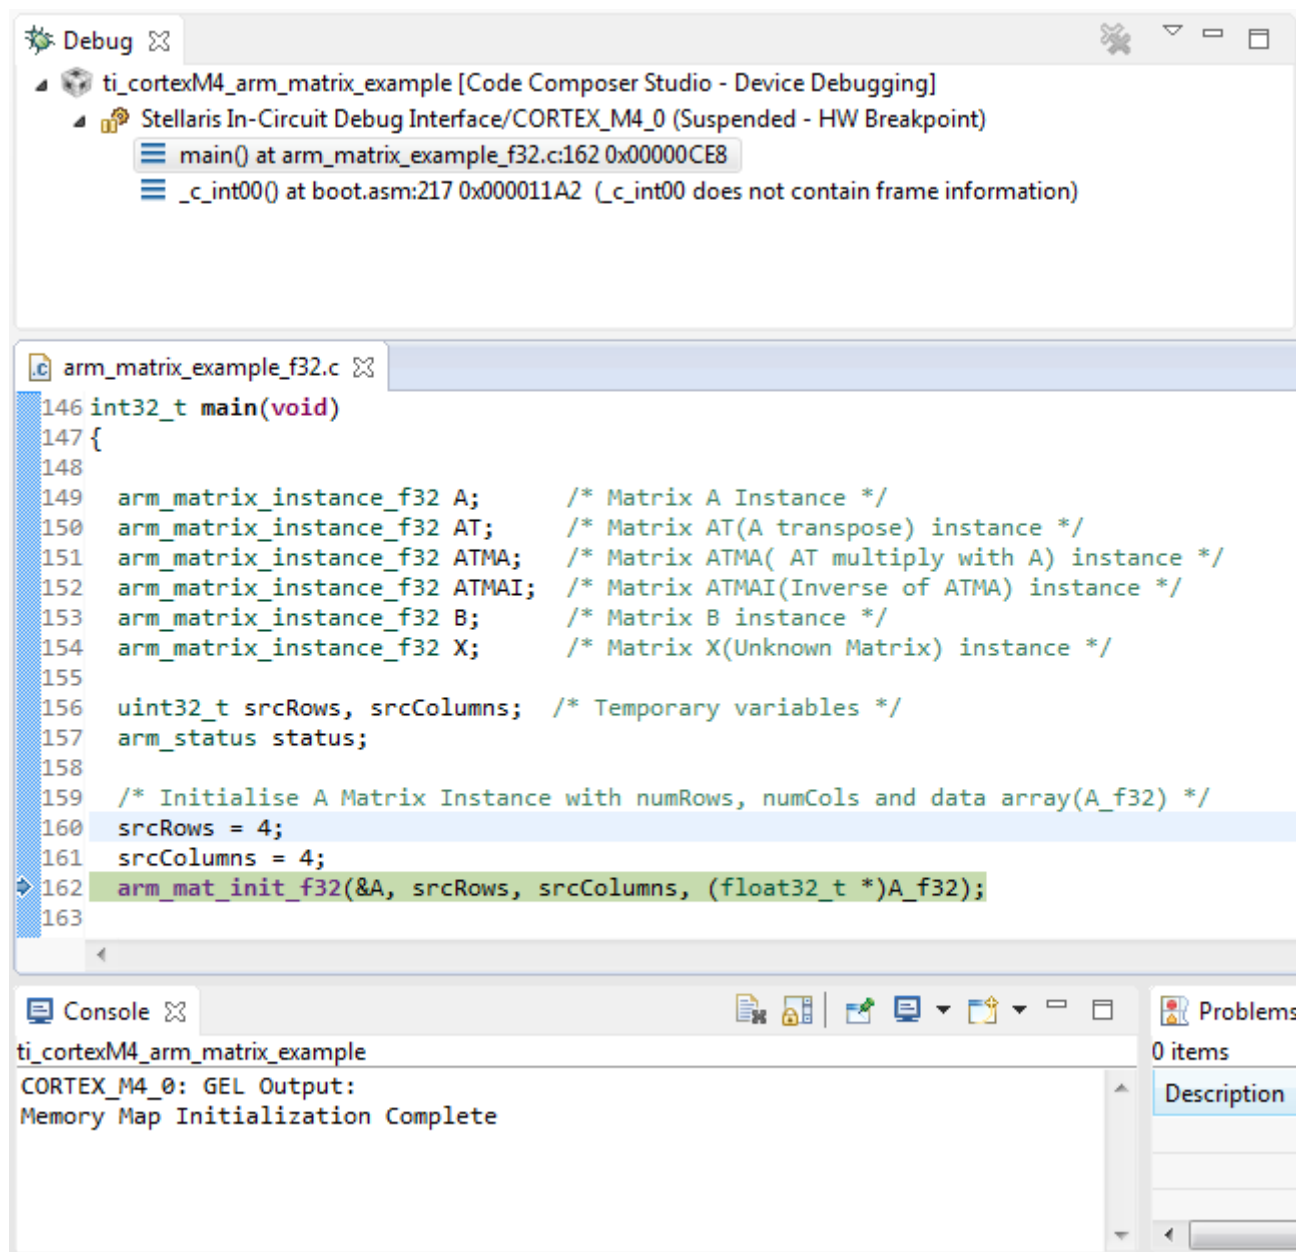 Debug
ti_cortexM4_arm_matrix_example [Code Composer Studio - Device Debugging]
Stellaris In-Circuit Debug Interface/CORTEX_M4_0 (Suspended - HW Breakpoint)
main() at arm_matrix_example_f32.c:162 0x00000CE8
_c_int00() at boot.asm:217 0x000011A2 (_c_int00 does not contain frame information)
.c arm_matrix_example_f32.c
146 int32_t main(void)
147 {
148
149 arm_matrix_instance_f32 A; /* Matrix A Instance */
150 arm_matrix_instance_f32 AT; /* Matrix AT(A transpose) instance */
151 arm_matrix_instance_f32 ATMA; /* Matrix ATMA( AT multiply with A) instance */
152 arm_matrix_instance_f32 ATMAI; /* Matrix ATMAI(Inverse of ATMA) instance */
153 arm_matrix_instance_f32 B; /* Matrix B instance */
154 arm_matrix_instance_f32 X; /* Matrix X(Unknown Matrix) instance */
155
156 uint32_t srcRows, srcColumns; /* Temporary variables */
157 arm_status status;
158
159 /* Initialise A Matrix Instance with numRows, numCols and data array(A_f32) */
160 srcRows = 4;
161 srcColumns = 4;
162 arm_mat_init_f32(&A, srcRows, srcColumns, (float32_t *)A_f32);
163
Console
ti_cortexM4_arm_matrix_example
CORTEX_M4_0: GEL Output:
Memory Map Initialization Complete
Problems
0 items
Description